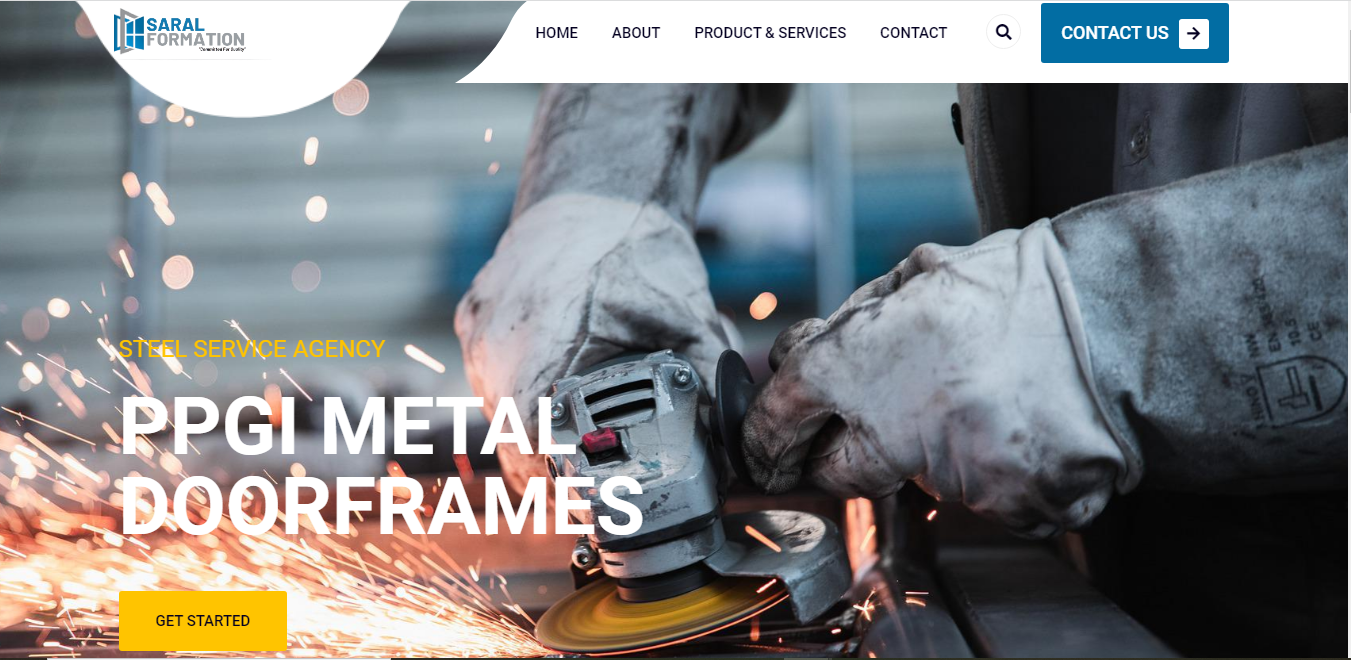 SARAL
FORMATION
"Committed For Quality"
HOME
ABOUT
PRODUCT & SERVICES
CONTACT
CONTACT US
STEEL SERVICE AGENCY
PPGI METAL
DOORFRAMES
GET STARTED